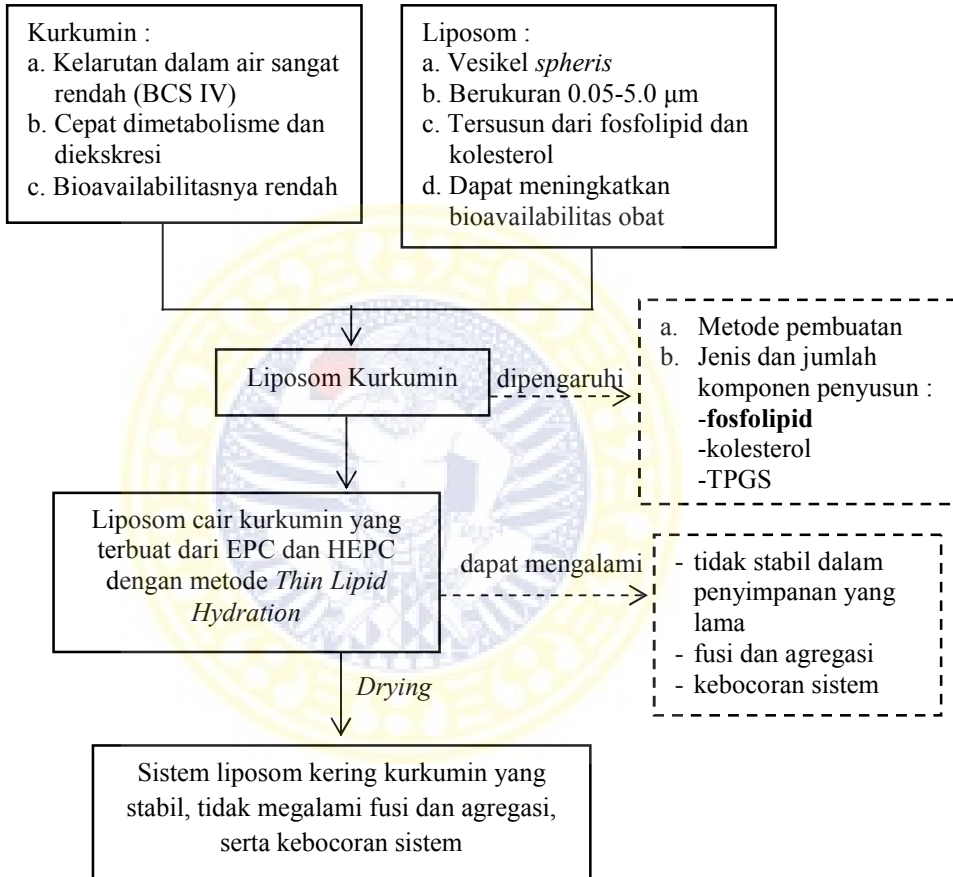 Kurkumin :
a. Kelarutan dalam air sangat
rendah (BCS IV)
b. Cepat dimetabolisme dan
diekskresi
c. Bioavailabilitasnya rendah
Liposom :
a. Vesikel spheris
b. Berukuran 0.05-5.0 μm
c. Tersusun dari fosfolipid dan
kolesterol
d. Dapat meningkatkan
bioavailabilitas obat
Liposom Kurkumin
dipengaruhi
a. Metode pembuatan
b. Jenis dan jumlah
komponen penyusun :
-fosfolipid
-kolesterol
-TPGS
Liposom cair kurkumin yang
terbuat dari EPC dan HEPC
dengan metode Thin Lipid
Hydration
dapat mengalami
- tidak stabil dalam
penyimpanan yang
lama
- fusi dan agregasi
- kebocoran sistem
Drying
Sistem liposom kering kurkumin yang
stabil, tidak megalami fusi dan agregasi,
serta kebocoran sistem